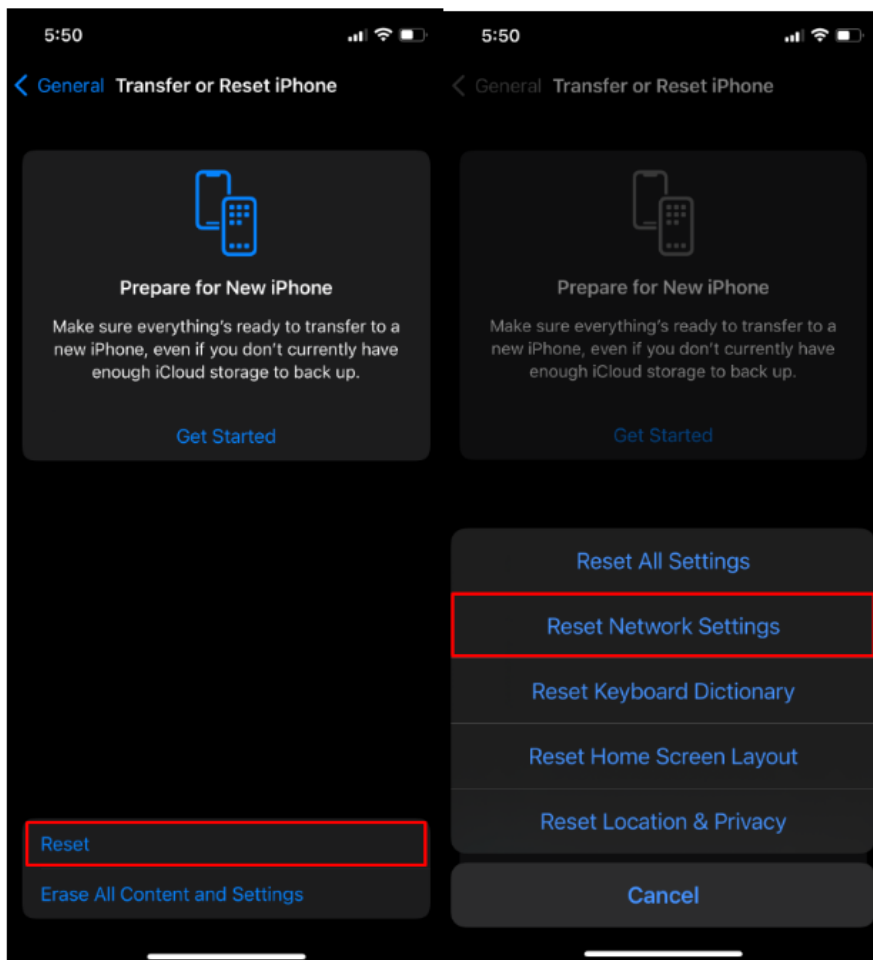 5:50
General Transfer or Reset iPhone
Prepare for New iPhone
Make sure everything's ready to transfer to a
new iPhone, even if you don't currently have
enough iCloud storage to back up.
Get Started
Reset
Erase All Content and Settings
5:50
General Transfer or Reset iPhone
Prepare for New iPhone
Make sure everything's ready to transfer to a
new iPhone, even if you don't currently have
enough iCloud storage to back up.
Get Started
Reset All Settings
Reset Network Settings
Reset Keyboard Dictionary
Reset Home Screen Layout
Reset Location & Privacy
Cancel